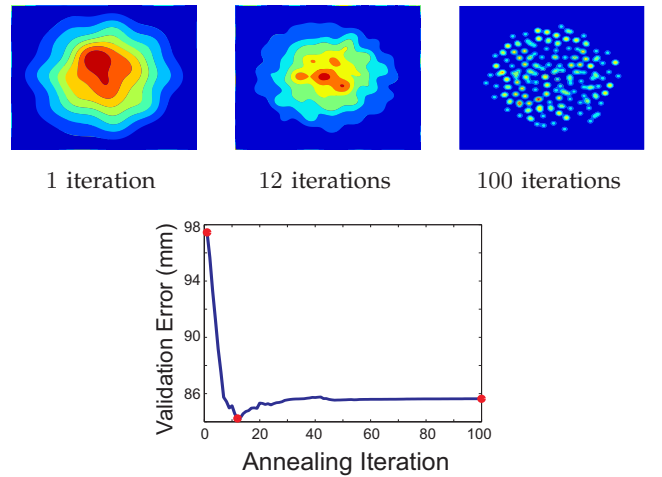 1 iteration
12 iterations
100 iterations
Validation Error (mm)
98
94
90
86
0 20 40 60 80 100
Annealing Iteration